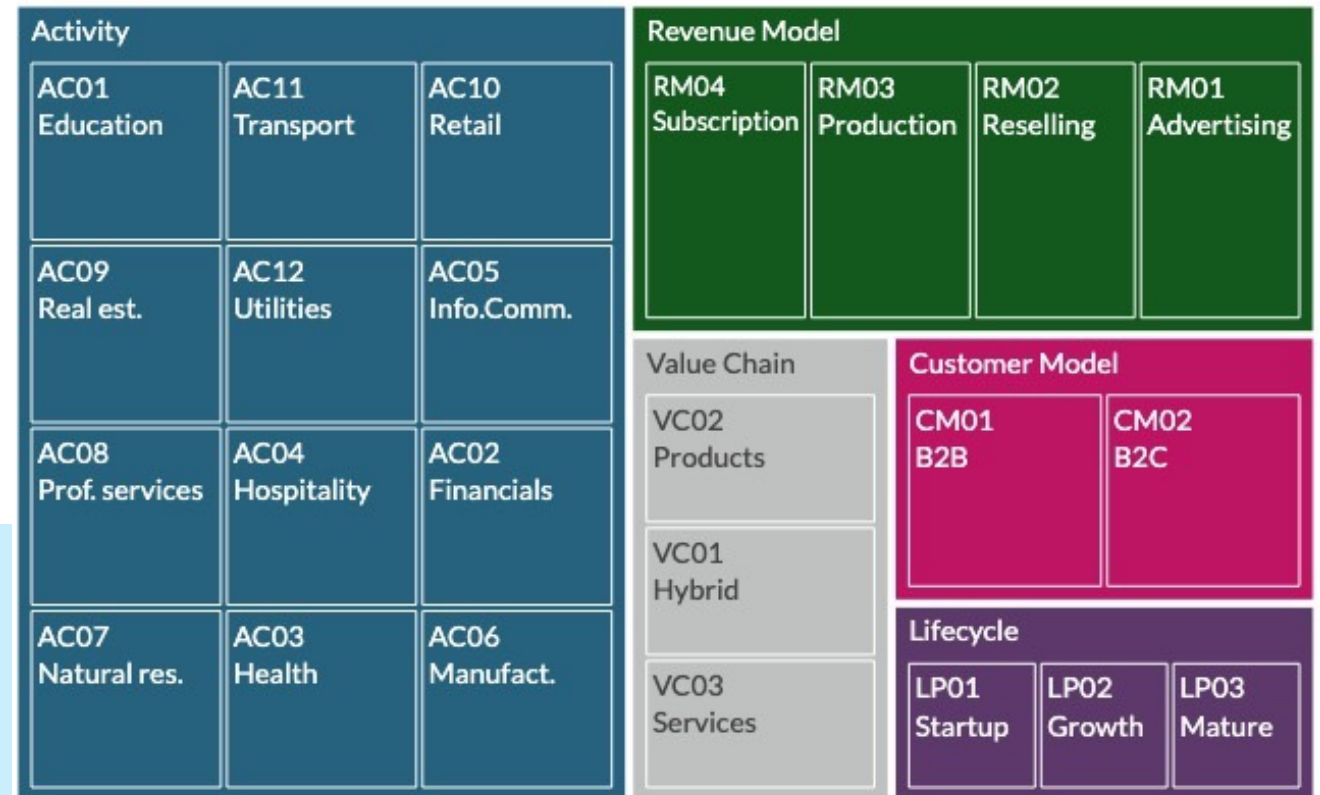 Activity
AC01
Education
AC11
Transport
AC10
Retail
AC09
Real est.
AC12
Utilities
AC05
Info.Comm.
AC08
Prof. services
AC04
Hospitality
AC02
Financials
AC07
Natural res.
AC03
Health
AC06
Manufact.
Revenue Model
RM04
Subscription
RM03
Production
RM02
Reselling
RM01
Advertising
Value Chain
VC02
Products
VC01
Hybrid
VC03
Services
Customer Model
CM01
B2B
CM02
B2C
Lifecycle
LP01
Startup
LP02
Growth
LP03
Mature